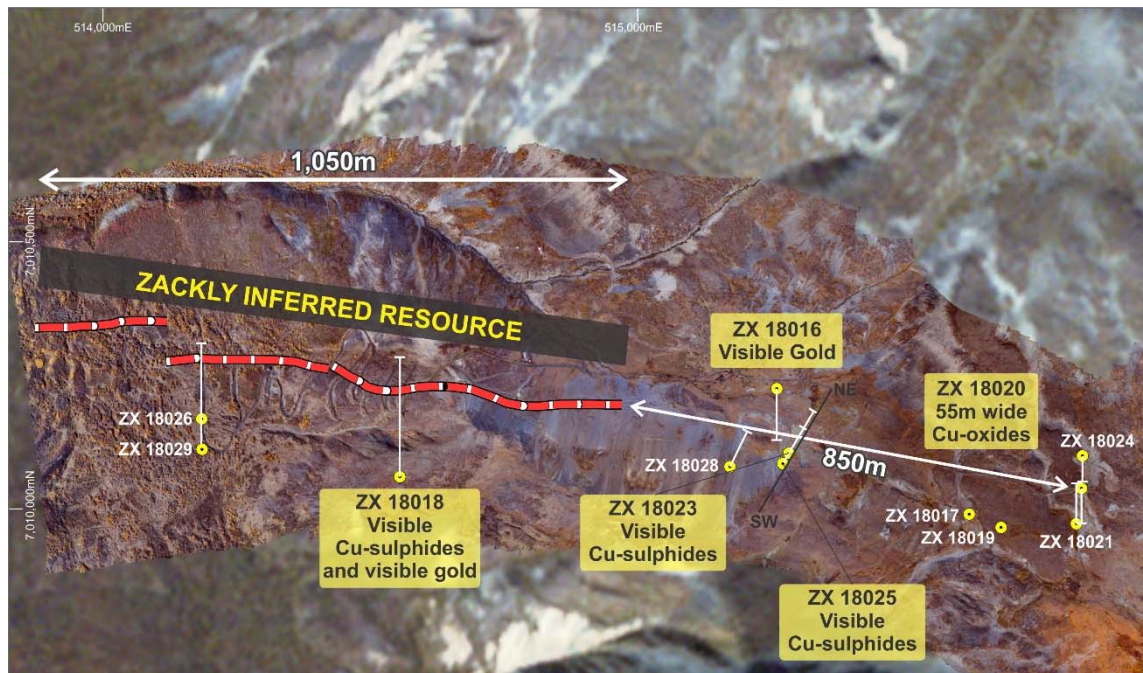 514,000mE
515,000mE
1,050m
7,010,500mN
ZACKLY INFERRED RESOURCE
ZX 18016
Visible Gold
NE
ZX 18020
55m wide
Cu-oxides
ZX 18026
ZX 18024
ZX 18029
ZX 18028
850m
7,010,000mN
ZX 18018
Visible
Cu-sulphides
and visible gold
ZX 18023
Visible
Cu-sulphides
SW
ZX 18017
ZX 18019
ZX 18021
ZX 18025
Visible
Cu-sulphides